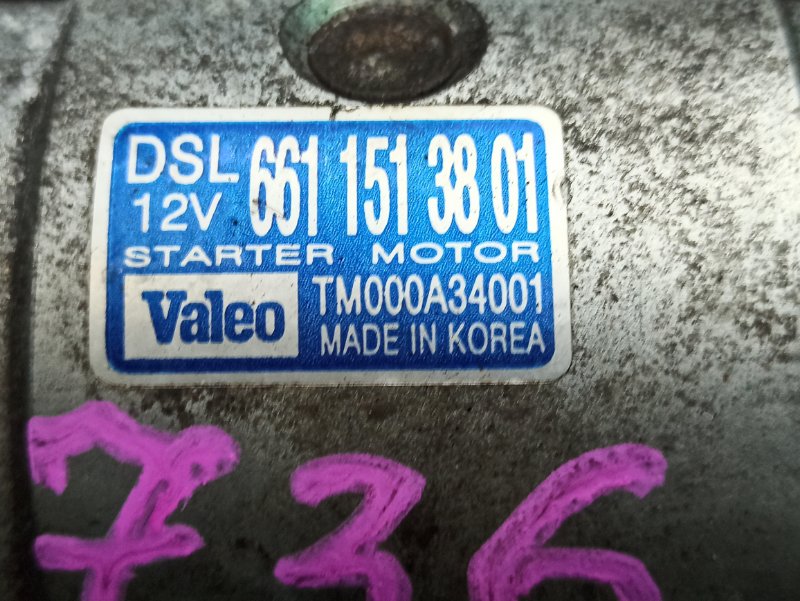 DSL 661 151 38 01
12V
STARTER MOTOR
Valeo TM000A34001
MADE IN KOREA
736